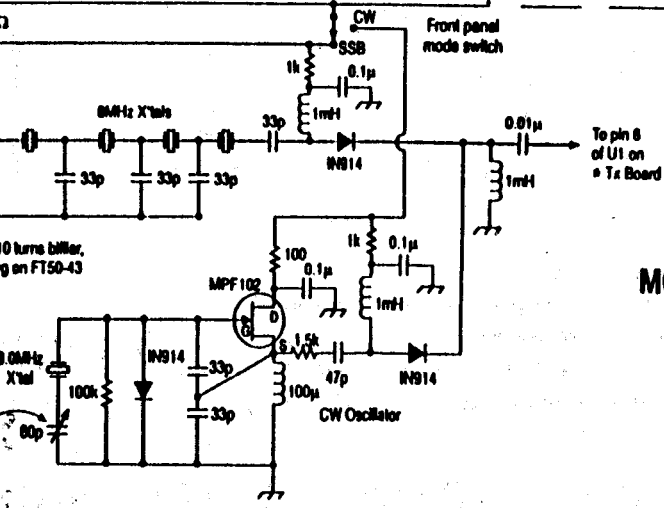 Ω
CW
Front panel
mode switch
SSB
1k
0.1µ
1mH
8MHz X'tals
33p
IN914
0.01µ
To pin 6
of U1 on
Tx Board
33p
33p
33p
1mH
10 turns bifilar,
on FT50-43
100
1k
0.1µ
MPF102
0.1µ
1mH
D
G
S
1.5k
47p
IN914
.0MHz
X'tal
IN914
33p
100k
33p
100µ
60p
CW Oscillator